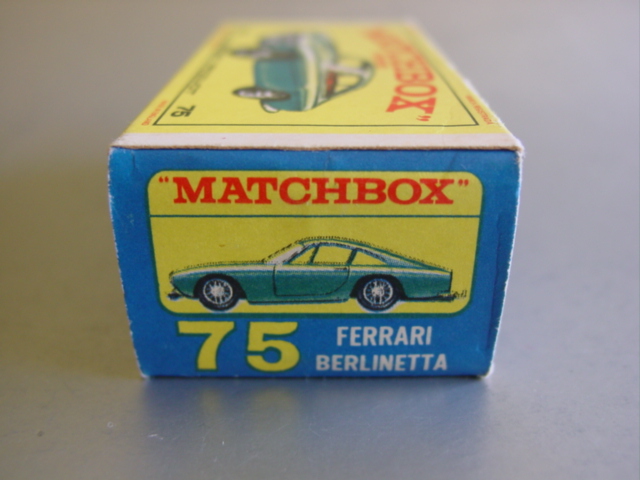 "MATCHBOX"
75
"MATCHBOX"
75 FERRARI
BERLINETTA